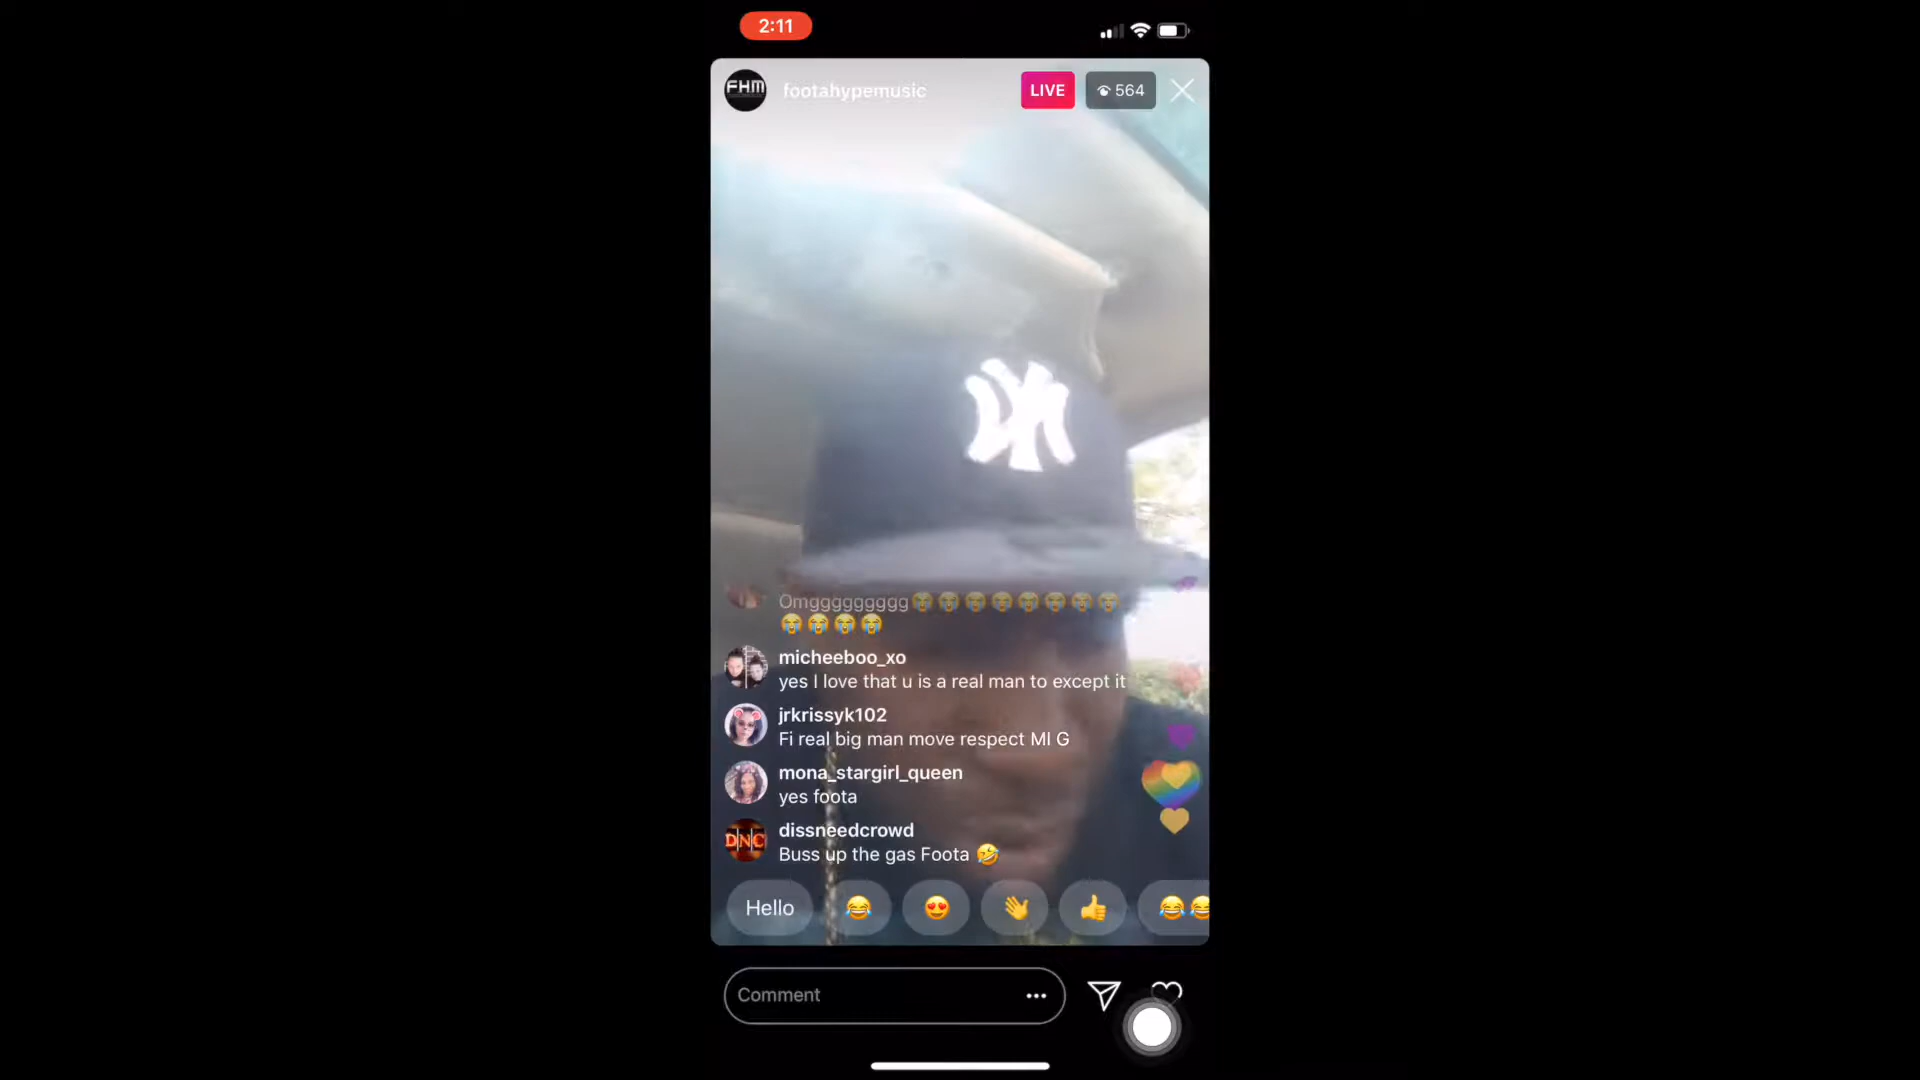 2:11
FHM footahypemusic LIVE 564
NY
Omgggggggggg😭😭😭😭😭😭😭😭
😭😭😭😭
micheeboo_xo
yes I love that u is a real man to except it
jrkrissyk102
Fi real big man move respect MI G
mona_stargirl_queen
yes foota
DNC dissneedcrowd
Buss up the gas Foota 🤣
Hello 😂 😍 👋 👍 😂😂
Comment